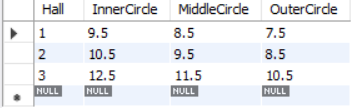 Hall InnerCircle MiddleCircle OuterCircle
1 9.5 8.5 7.5
2 10.5 9.5 8.5
3 12.5 11.5 10.5
NULL NULL NULL NULL